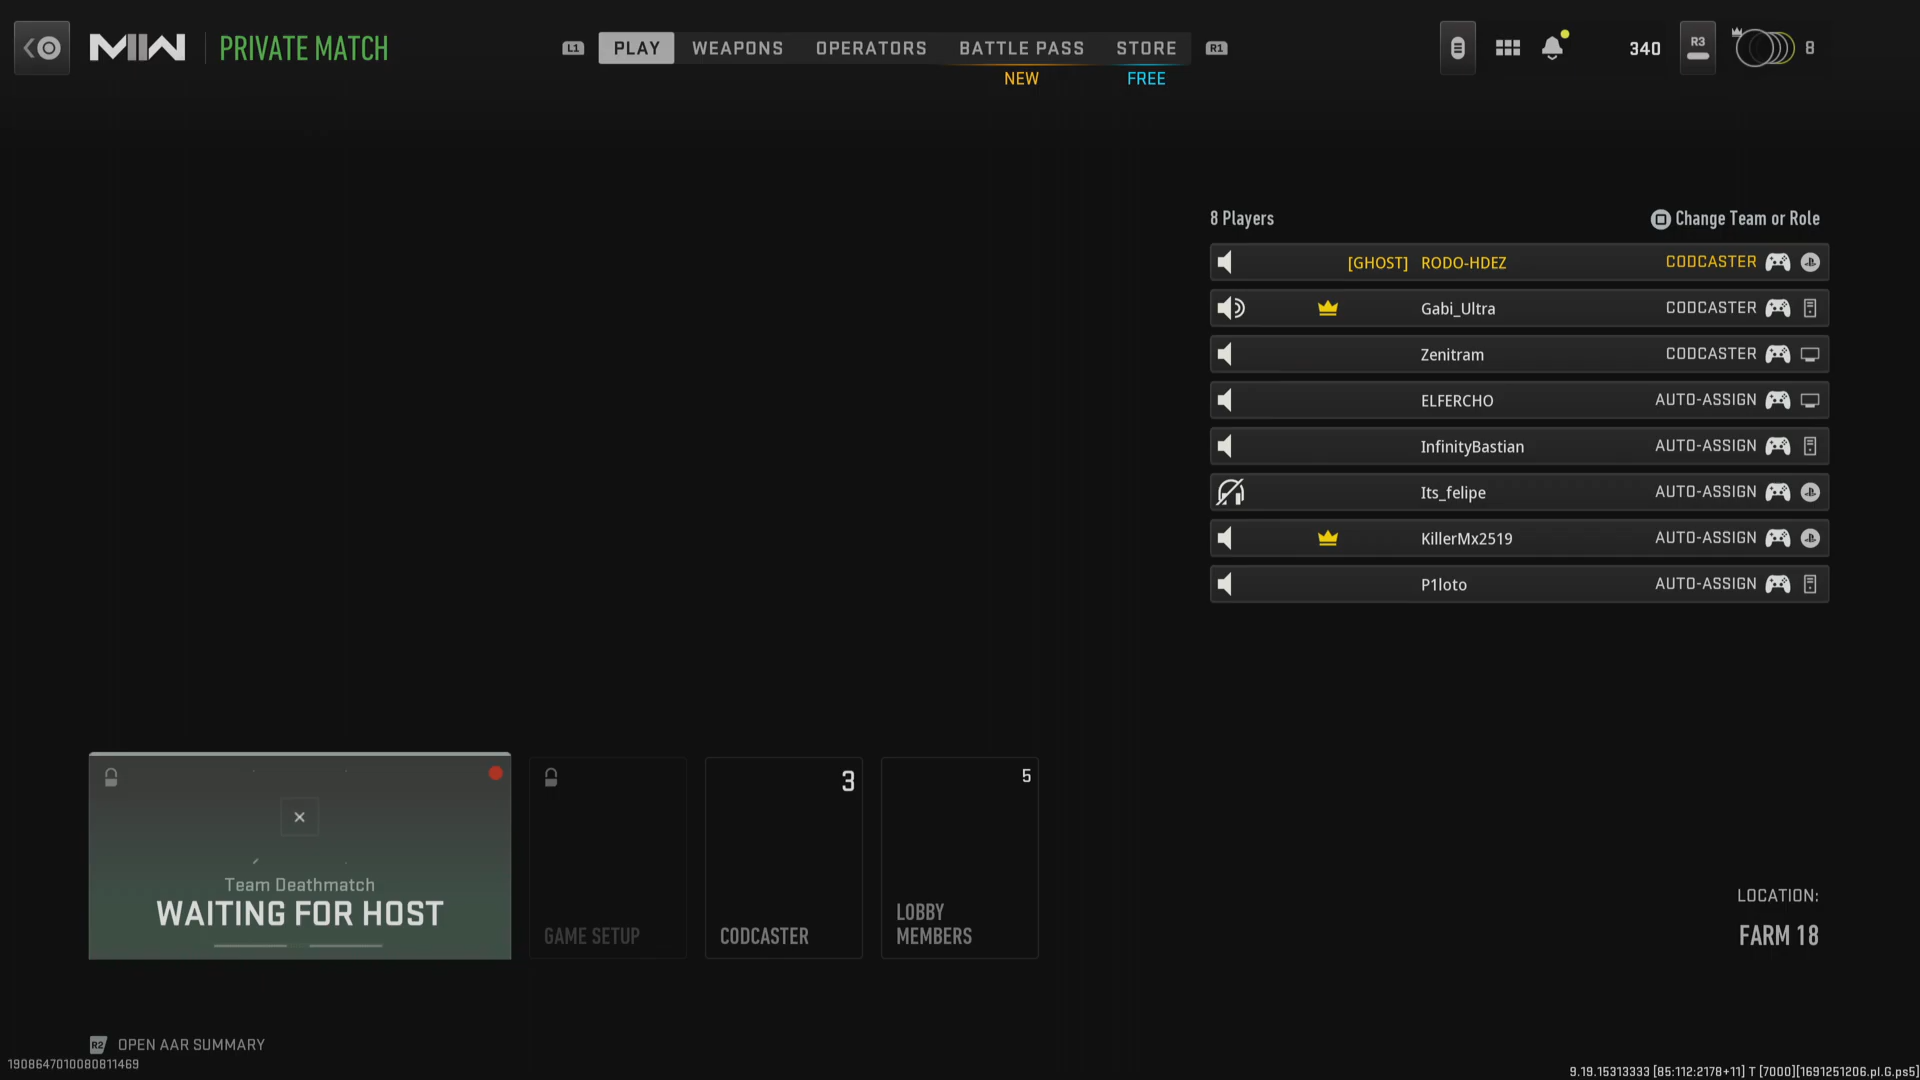 MW PRIVATE MATCH
L1 PLAY WEAPONS OPERATORS BATTLE PASS STORE R1
NEW FREE
340 R3 8
8 Players
Change Team or Role
[GHOST] RODO-HDEZ CODCASTER
Gabi_Ultra CODCASTER
Zenitram CODCASTER
ELFERCHO AUTO-ASSIGN
InfinityBastian AUTO-ASSIGN
Its_felipe AUTO-ASSIGN
KillerMx2519 AUTO-ASSIGN
P1loto AUTO-ASSIGN
Team Deathmatch
WAITING FOR HOST
GAME SETUP
3
CODCASTER
5
LOBBY
MEMBERS
LOCATION:
FARM 18
R2 OPEN AAR SUMMARY
1908647010080811469
9.19.15313333 [85:112:2178+11] T [7000][1691251206.pl.G.ps5]